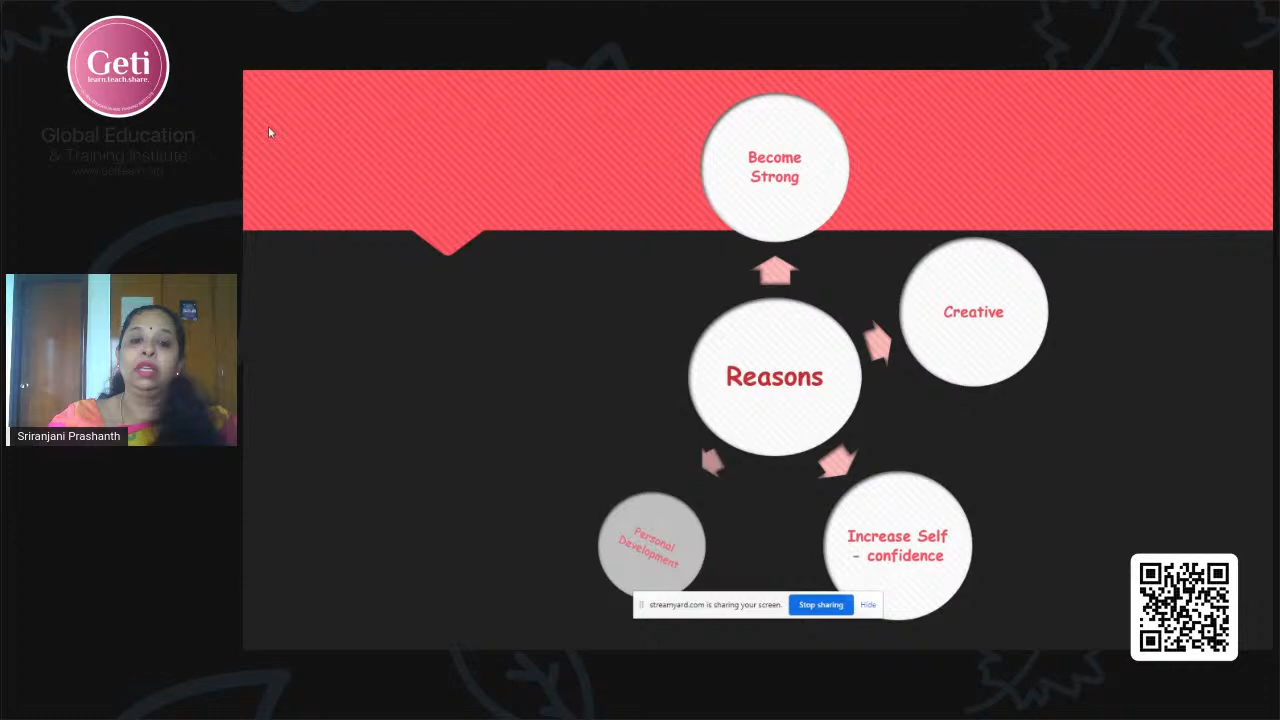 Geti
learn.teach.share.
Global Education
& Training Institute
Become
Strong
Creative
Reasons
Increase Self
- confidence
Personal
Development
streamyard.com is sharing your screen.
Stop sharing
Hide
Sriranjani Prashanth